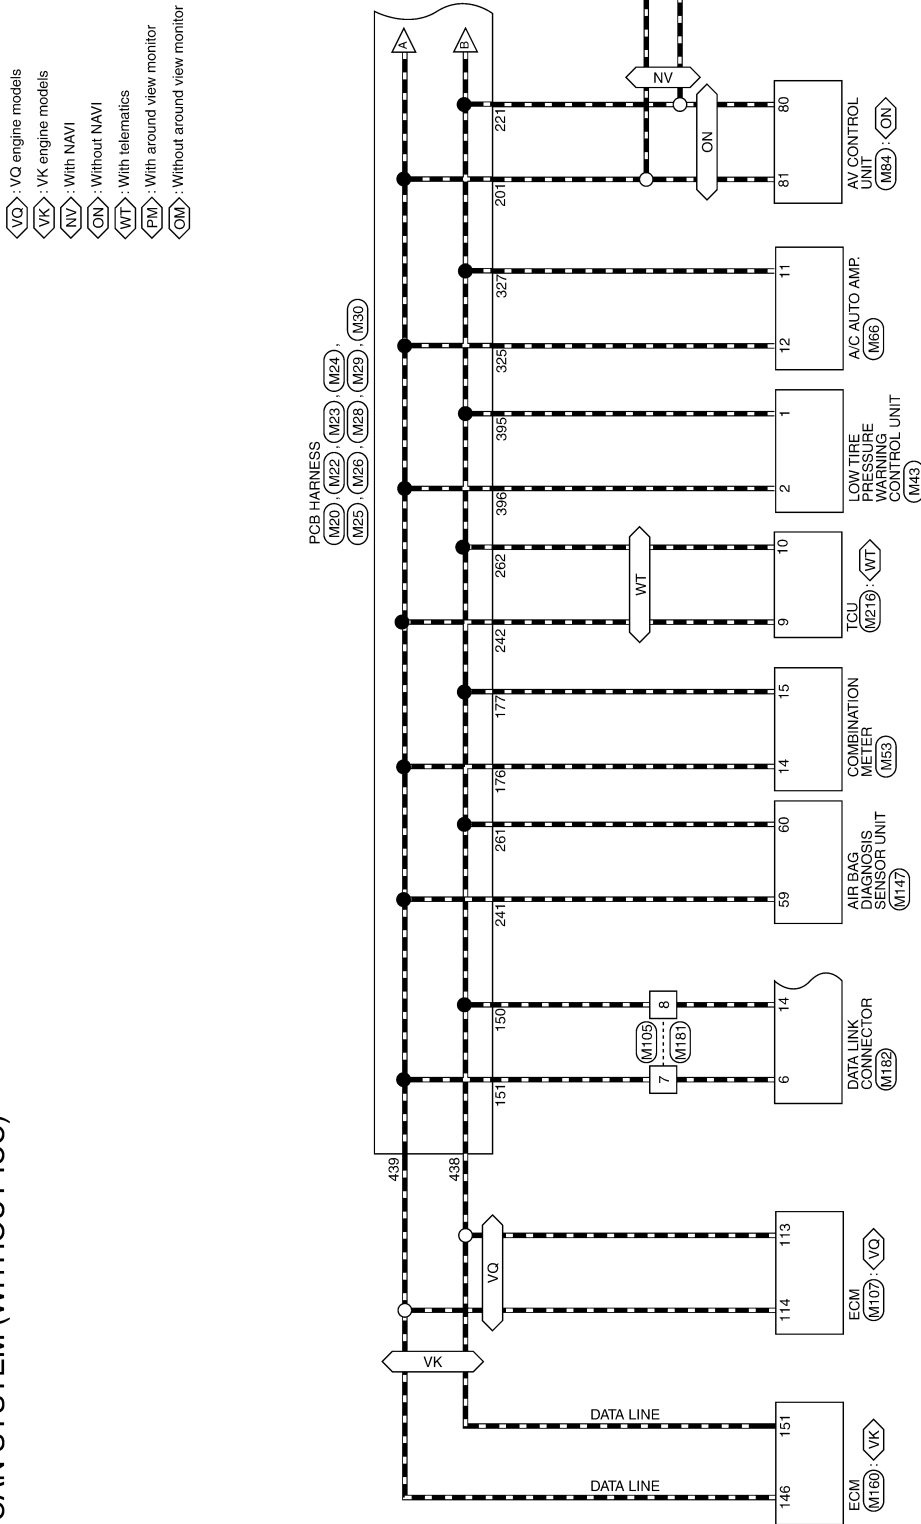 VQ : VQ engine models
VK : VK engine models
NV : With NAVI
ON : Without NAVI
WT : With telematics
PM : With around view monitor
OM : Without around view monitor
PCB HARNESS
M20 , M22 , M23 , M24 ,
M25 , M26 , M28 , M29 , M30
A
B
439
438
151
150
241
261
176
177
242
262
396
395
325
327
201
221
VK
VQ
DATA LINE
DATA LINE
7
8
M105
M181
WT
NV
ON
146
151
ECM
M160 : VK
114
113
ECM
M107 : VQ
6
14
DATA LINK
CONNECTOR
M182
59
60
AIR BAG
DIAGNOSIS
SENSOR UNIT
M147
14
15
COMBINATION
METER
M53
9
10
TCU
M216 : WT
2
1
LOW TIRE
PRESSURE
WARNING
CONTROL UNIT
M43
12
11
A/C AUTO AMP.
M66
81
80
AV CONTROL
UNIT
M84 : ON